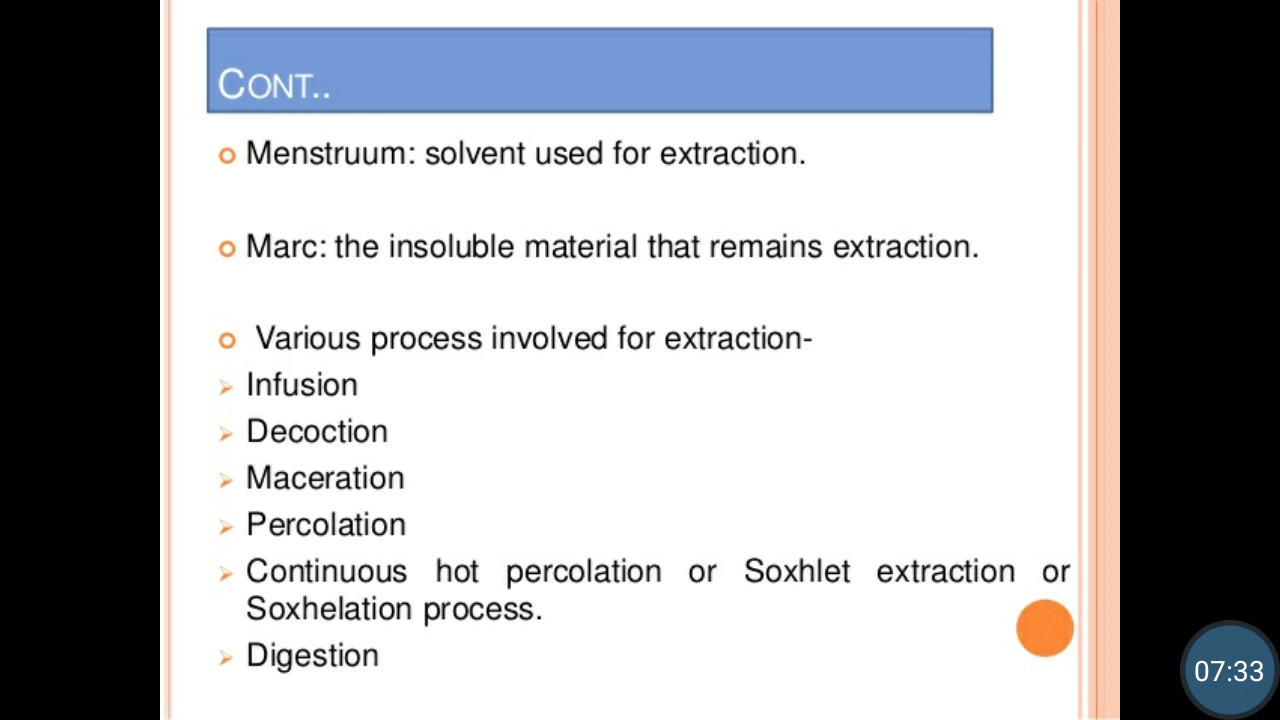 CONT..
Menstruum: solvent used for extraction.
Marc: the insoluble material that remains extraction.
Various process involved for extraction-
Infusion
Decoction
Maceration
Percolation
Continuous hot percolation or Soxhlet extraction or
Soxhelation process.
Digestion
07:33